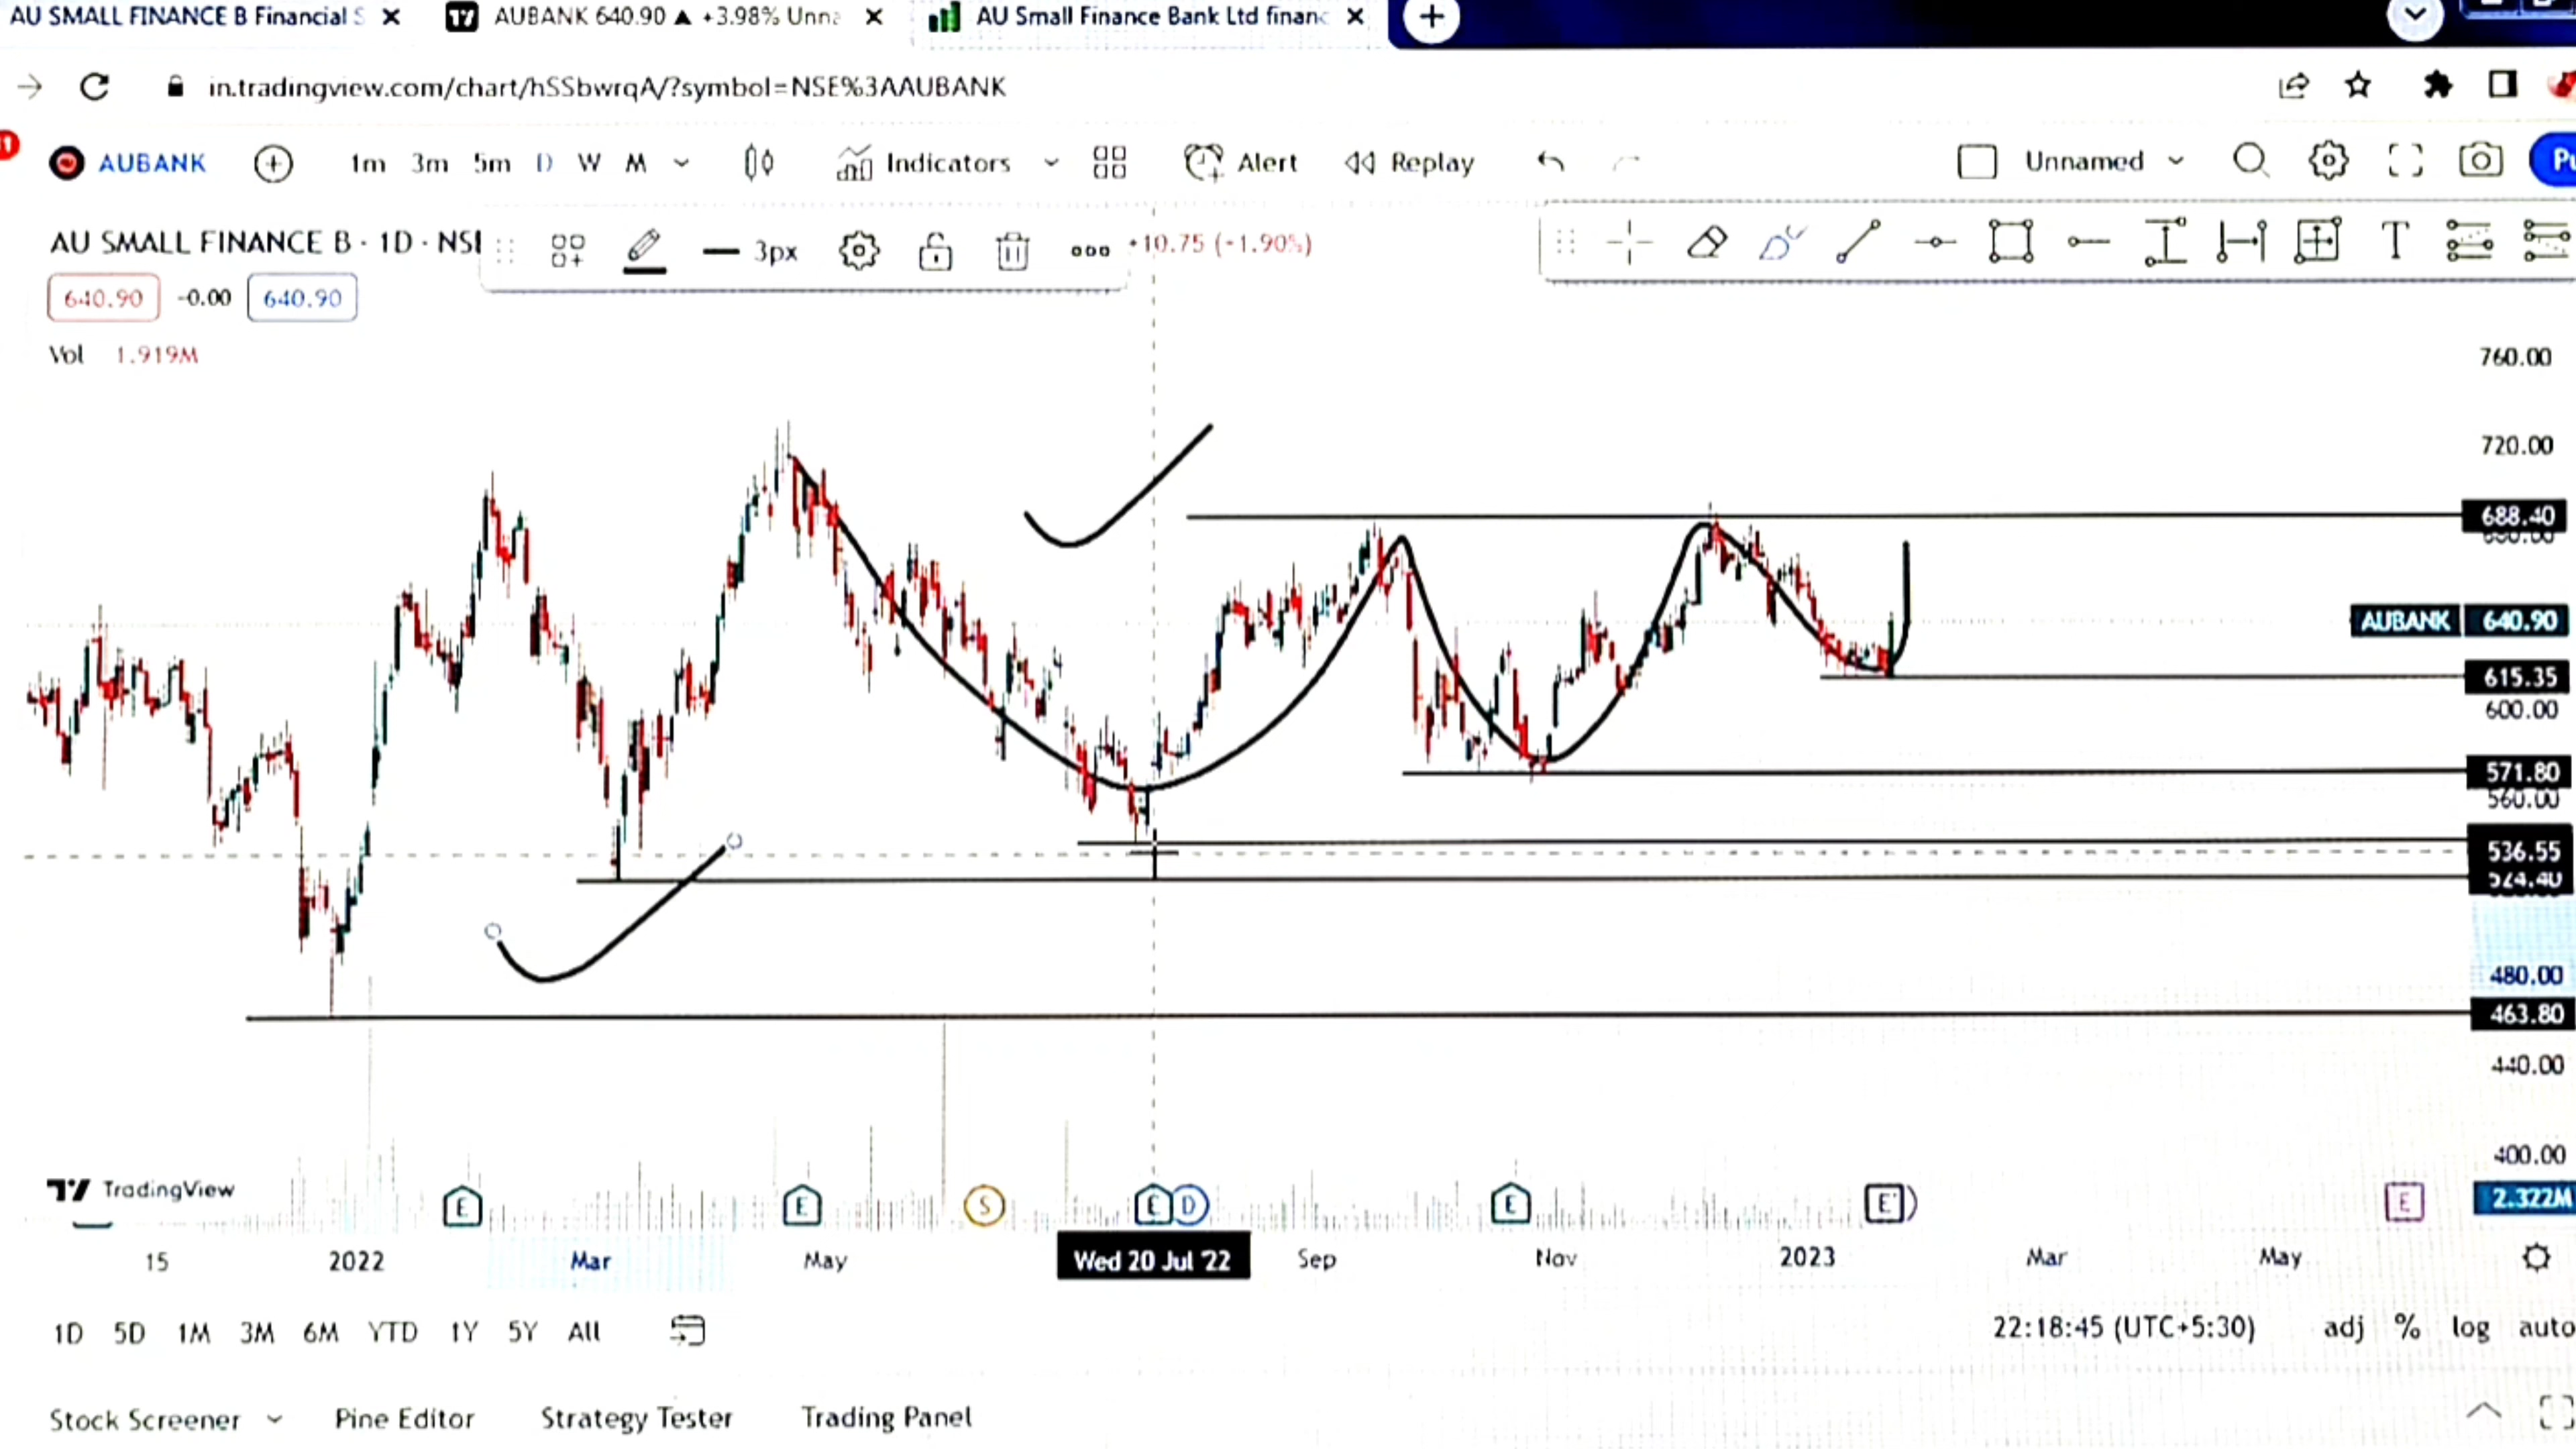 AU SMALL FINANCE B Financial S
AUBANK 640.90 ▲ +3.98% Unna
AU Small Finance Bank Ltd financ
in.tradingview.com/chart/hSSbwrqA/?symbol=NSE%3AAUBANK
AUBANK 1m 3m 5m D W M Indicators Alert Replay Unnamed Pu
AU SMALL FINANCE B · 1D · NSE 3px (-1.90%)
640.90 -0.00 640.90
Vol 1.919M
760.00
720.00
688.40
AUBANK 640.90
615.35
600.00
571.80
560.00
536.55
524.40
480.00
463.80
440.00
400.00
TradingView
E E S E D E E E
2.322M
15 2022 Mar May Wed 20 Jul '22 Sep Nov 2023 Mar May
1D 5D 1M 3M 6M YTD 1Y 5Y All 22:18:45 (UTC+5:30) adj % log auto
Stock Screener Pine Editor Strategy Tester Trading Panel